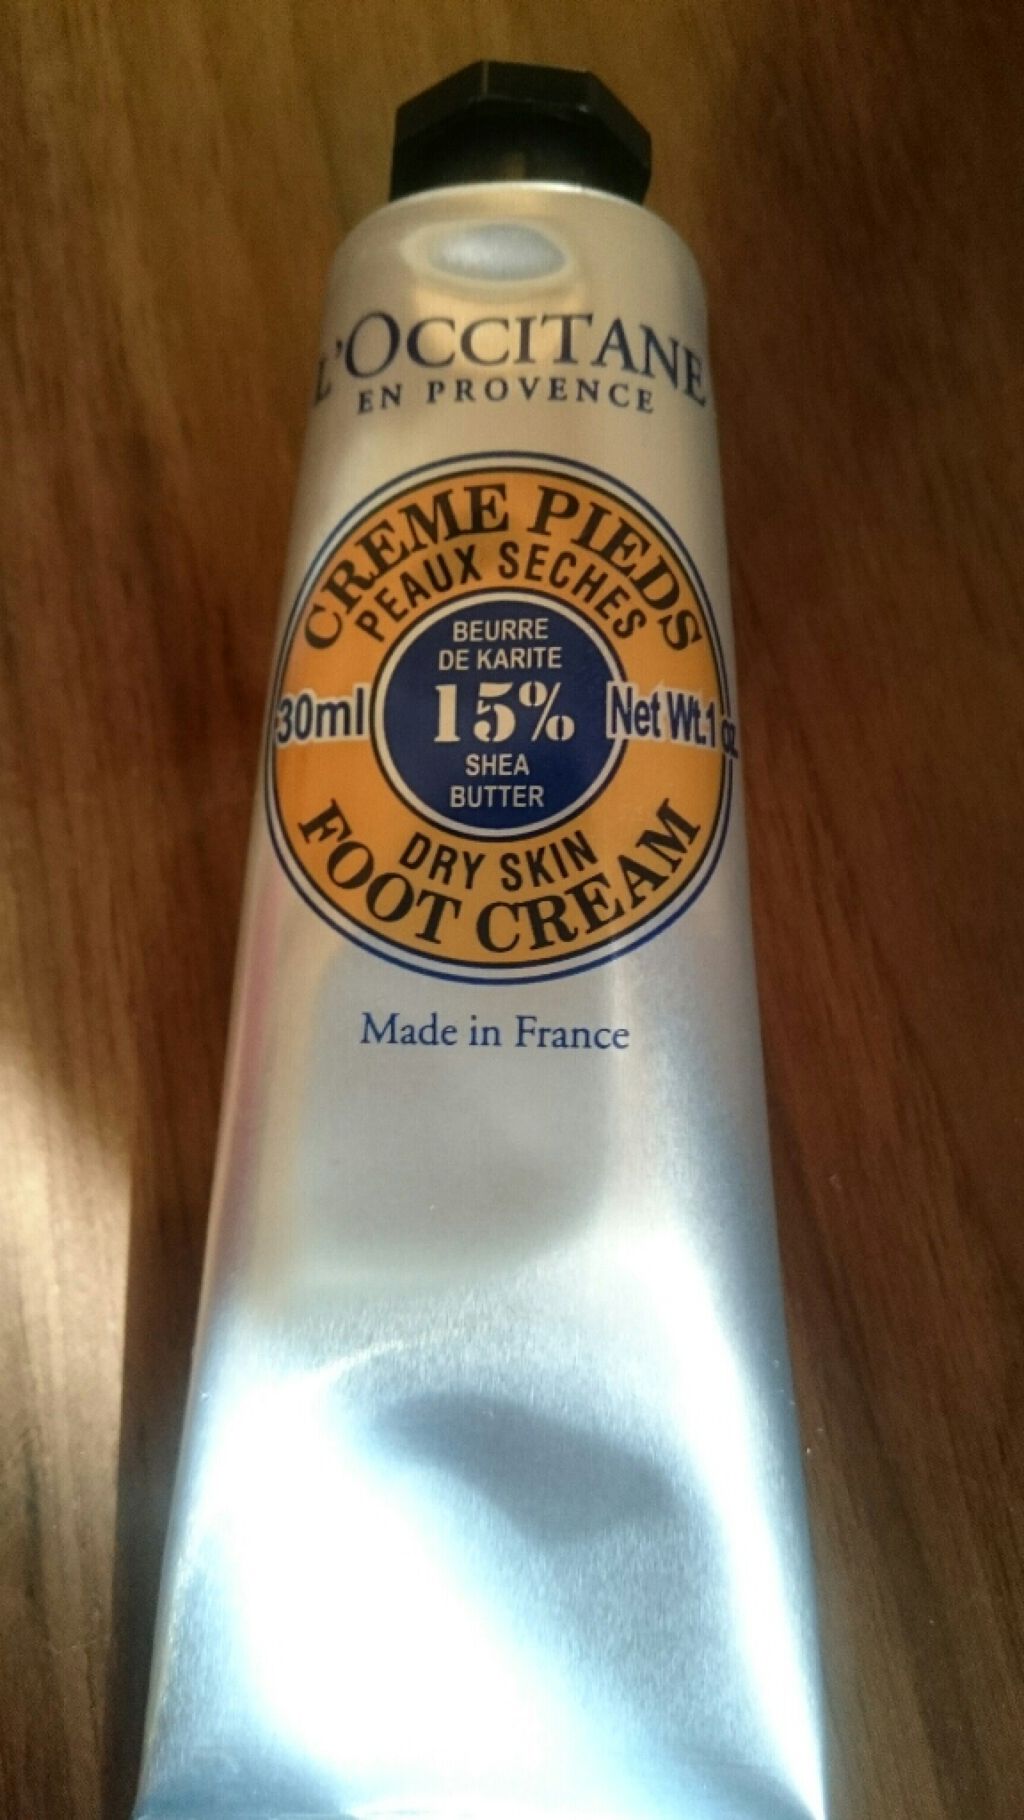 L'OCCITANE
EN PROVENCE
CREME PIEDS
PEAUX SECHES
BEURRE
DE KARITE
30ml
15%
Net Wt.1 oz
SHEA
BUTTER
DRY SKIN
FOOT CREAM
Made in France